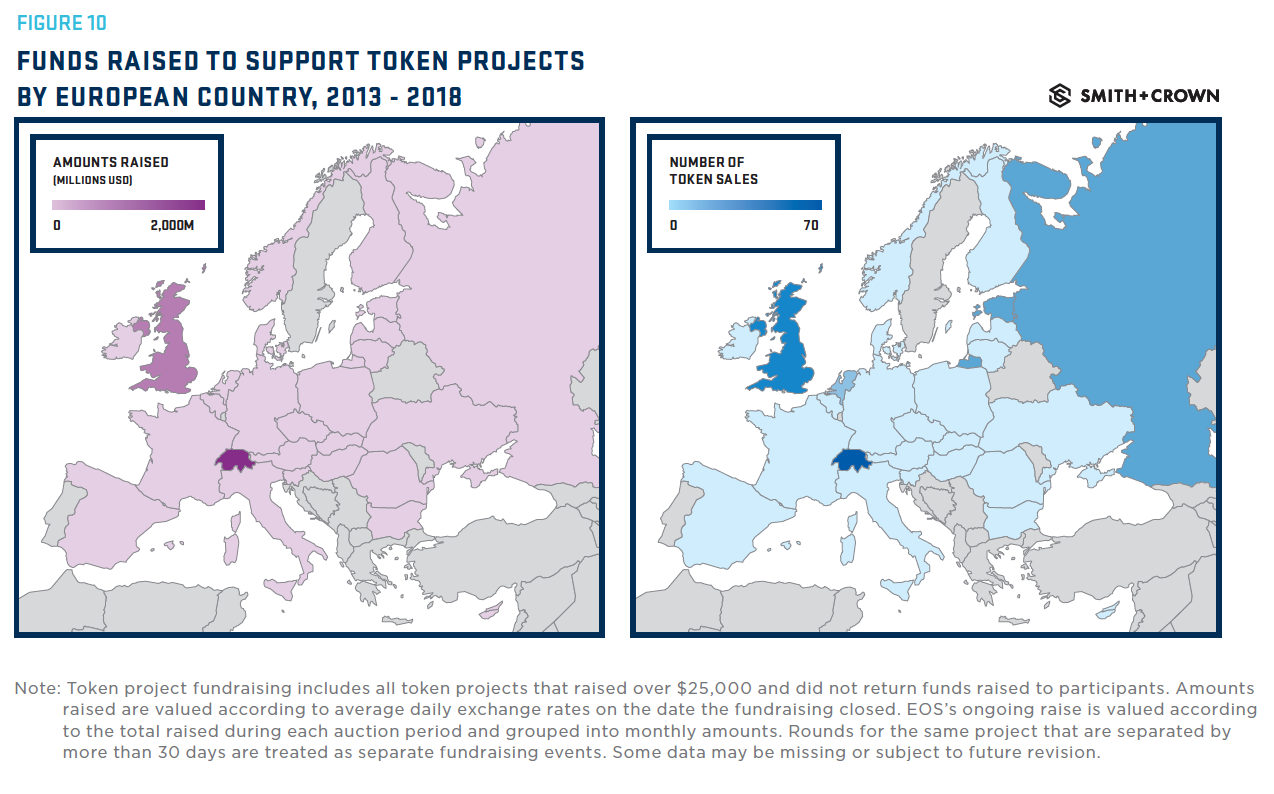 FIGURE 10
FUNDS RAISED TO SUPPORT TOKEN PROJECTS
BY EUROPEAN COUNTRY, 2013 - 2018
SMITH+CROWN
AMOUNTS RAISED
(MILLIONS USD)
0 2,000M
NUMBER OF
TOKEN SALES
0 70
Note: Token project fundraising includes all token projects that raised over $25,000 and did not return funds raised to participants. Amounts
raised are valued according to average daily exchange rates on the date the fundraising closed. EOS's ongoing raise is valued according
to the total raised during each auction period and grouped into monthly amounts. Rounds for the same project that are separated by
more than 30 days are treated as separate fundraising events. Some data may be missing or subject to future revision.